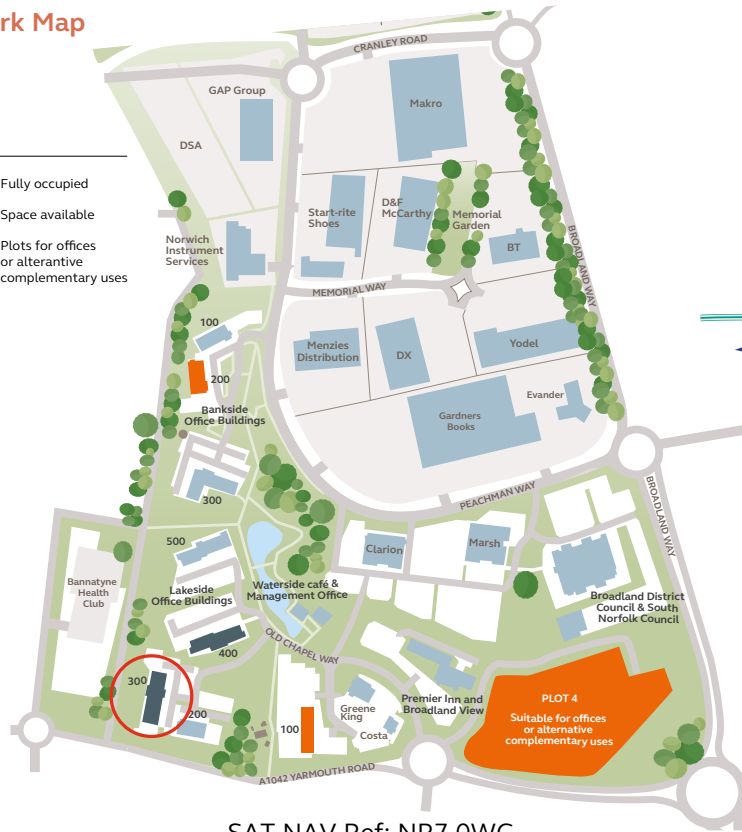 rk Map
Fully occupied
Space available
Plots for offices
or alterantive
complementary uses
CRANLEY ROAD
GAP Group
Makro
DSA
Start-rite
Shoes
D&F
McCarthy
Memorial
Garden
BT
BROADLAND WAY
Norwich
Instrument
Services
MEMORIAL WAY
100
Menzies
Distribution
DX
Yodel
200
Evander
Bankside
Office Buildings
Gardners
Books
300
PEACHMAN WAY
BROADLAND WAY
500
Clarion
Marsh
Bannatyne
Health
Club
Lakeside
Office Buildings
Waterside café &
Management Office
Broadland District
Council & South
Norfolk Council
OLD CHAPEL WAY
400
300
200
100
Greene
King
Costa
Premier Inn and
Broadland View
PLOT 4
Suitable for offices
or alternative
complementary uses
A1042 YARMOUTH ROAD